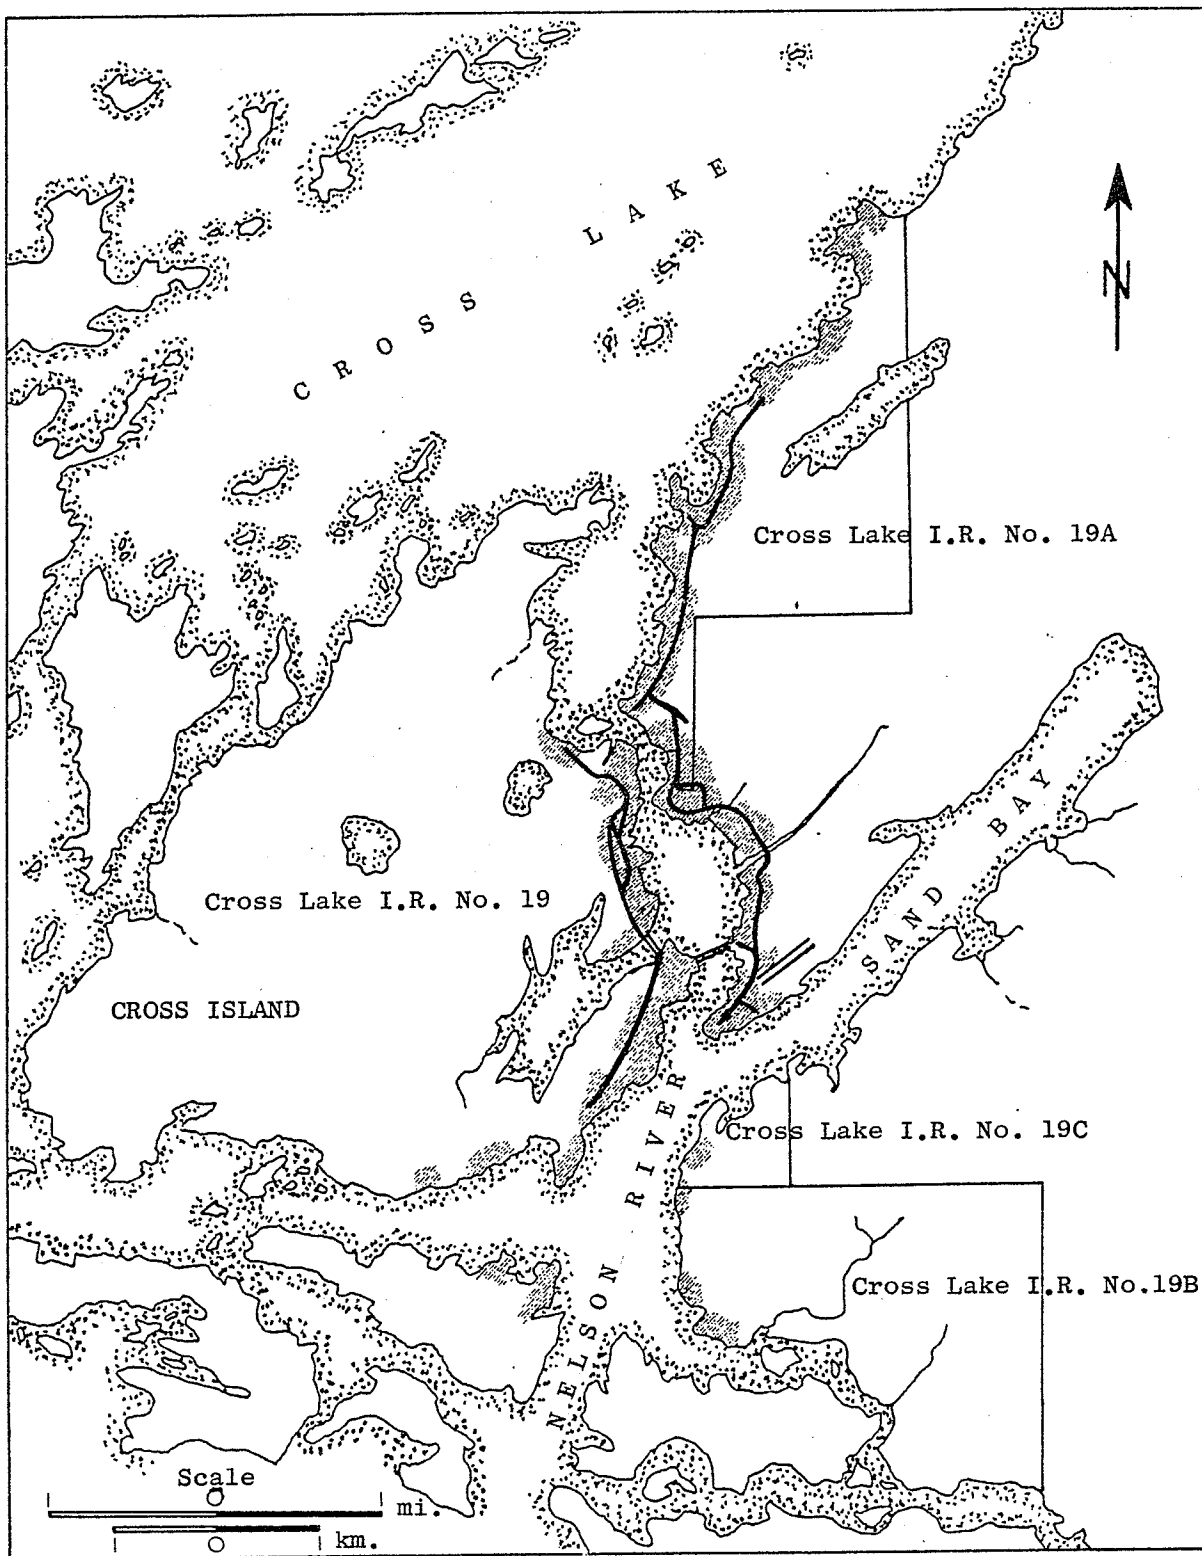 CROSS LAKE
N
Cross Lake I.R. No. 19A
SAND BAY
Cross Lake I.R. No. 19
CROSS ISLAND
NELSON RIVER
Cross Lake I.R. No. 19C
Cross Lake I.R. No.19B
Scale
O
mi.
O
km.